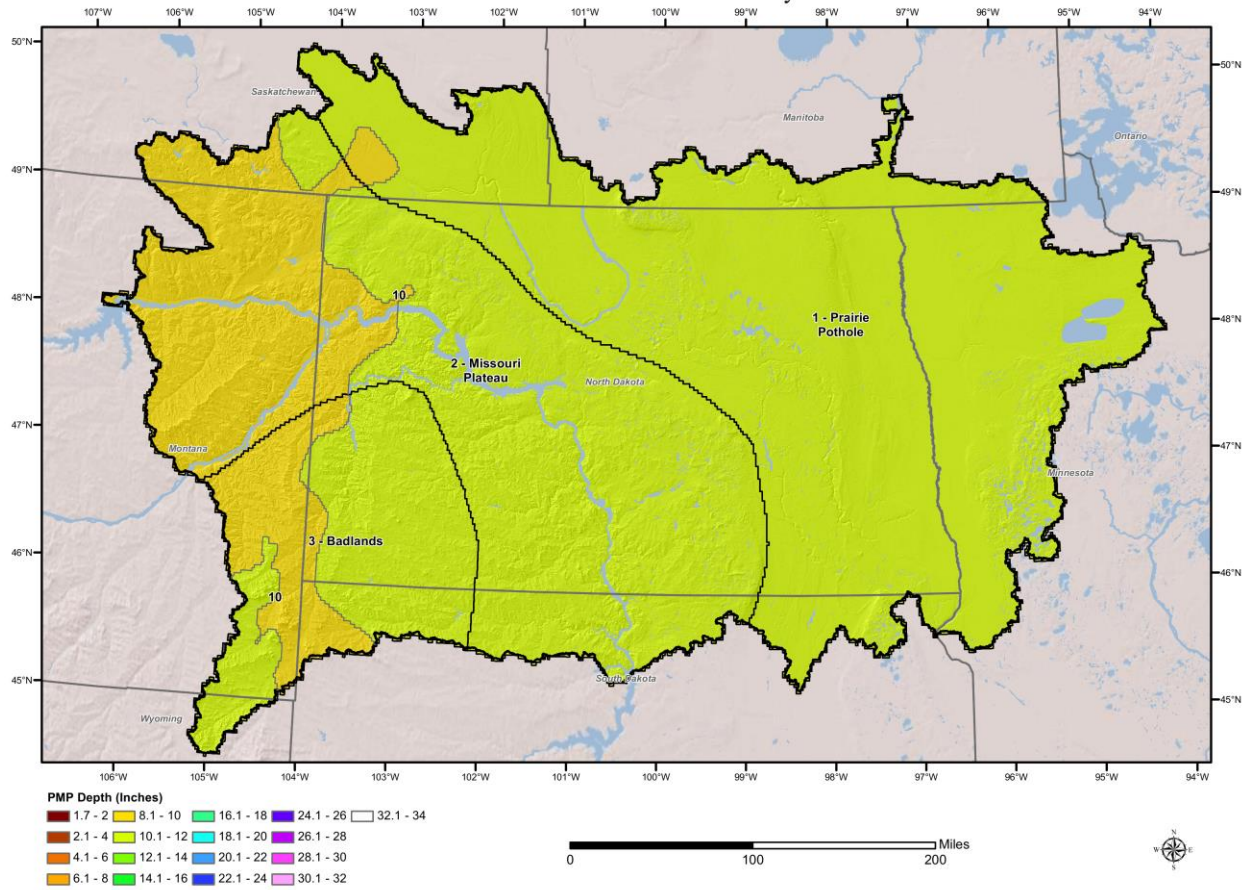 107°W 106°W 105°W 104°W 103°W 102°W 101°W 100°W 99°W 98°W 97°W 96°W 95°W 94°W
50°N 50°N
Saskatchewan
Manitoba
Ontario
49°N 49°N
48°N 48°N
10
1 - Prairie
Pothole
2 - Missouri
Plateau
North Dakota
47°N 47°N
Montana
Minnesota
46°N 46°N
3 - Badlands
10
45°N 45°N
South Dakota
Wyoming
106°W 105°W 104°W 103°W 102°W 101°W 100°W 99°W 98°W 97°W 96°W 95°W 94°W
PMP Depth (Inches)
1.7 - 2 8.1 - 10 16.1 - 18 24.1 - 26 32.1 - 34
2.1 - 4 10.1 - 12 18.1 - 20 26.1 - 28
4.1 - 6 12.1 - 14 20.1 - 22 28.1 - 30
6.1 - 8 14.1 - 16 22.1 - 24 30.1 - 32
Miles
0 100 200
N
W E
S